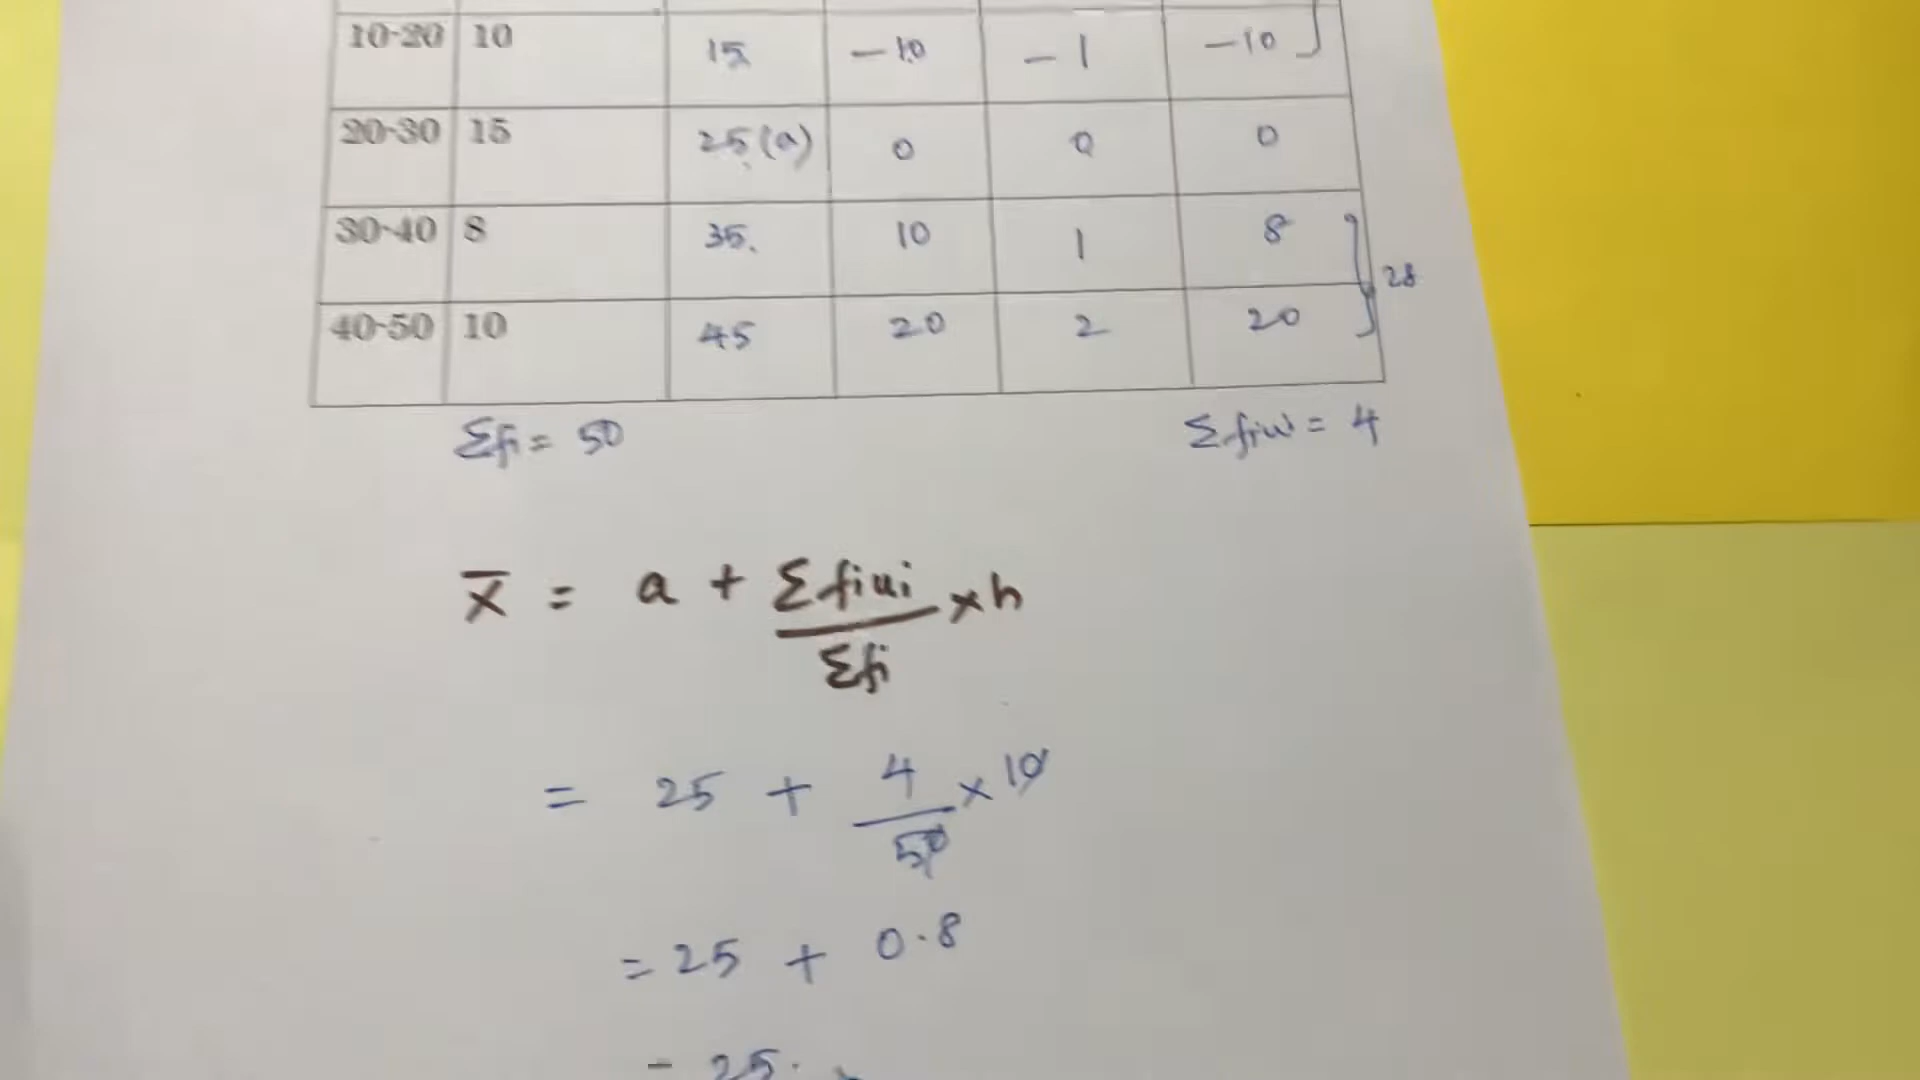 10-20 10 15 -10 -1 -10
20-30 15 25(a) 0 0 0
30-40 8 35. 10 1 8
28
40-50 10 45 20 2 20
Σfi = 50 Σfiui = 4
x̅ = a + Σfiui/Σfi × h
= 25 + 4/50 × 10
= 25 + 0.8
= 25.